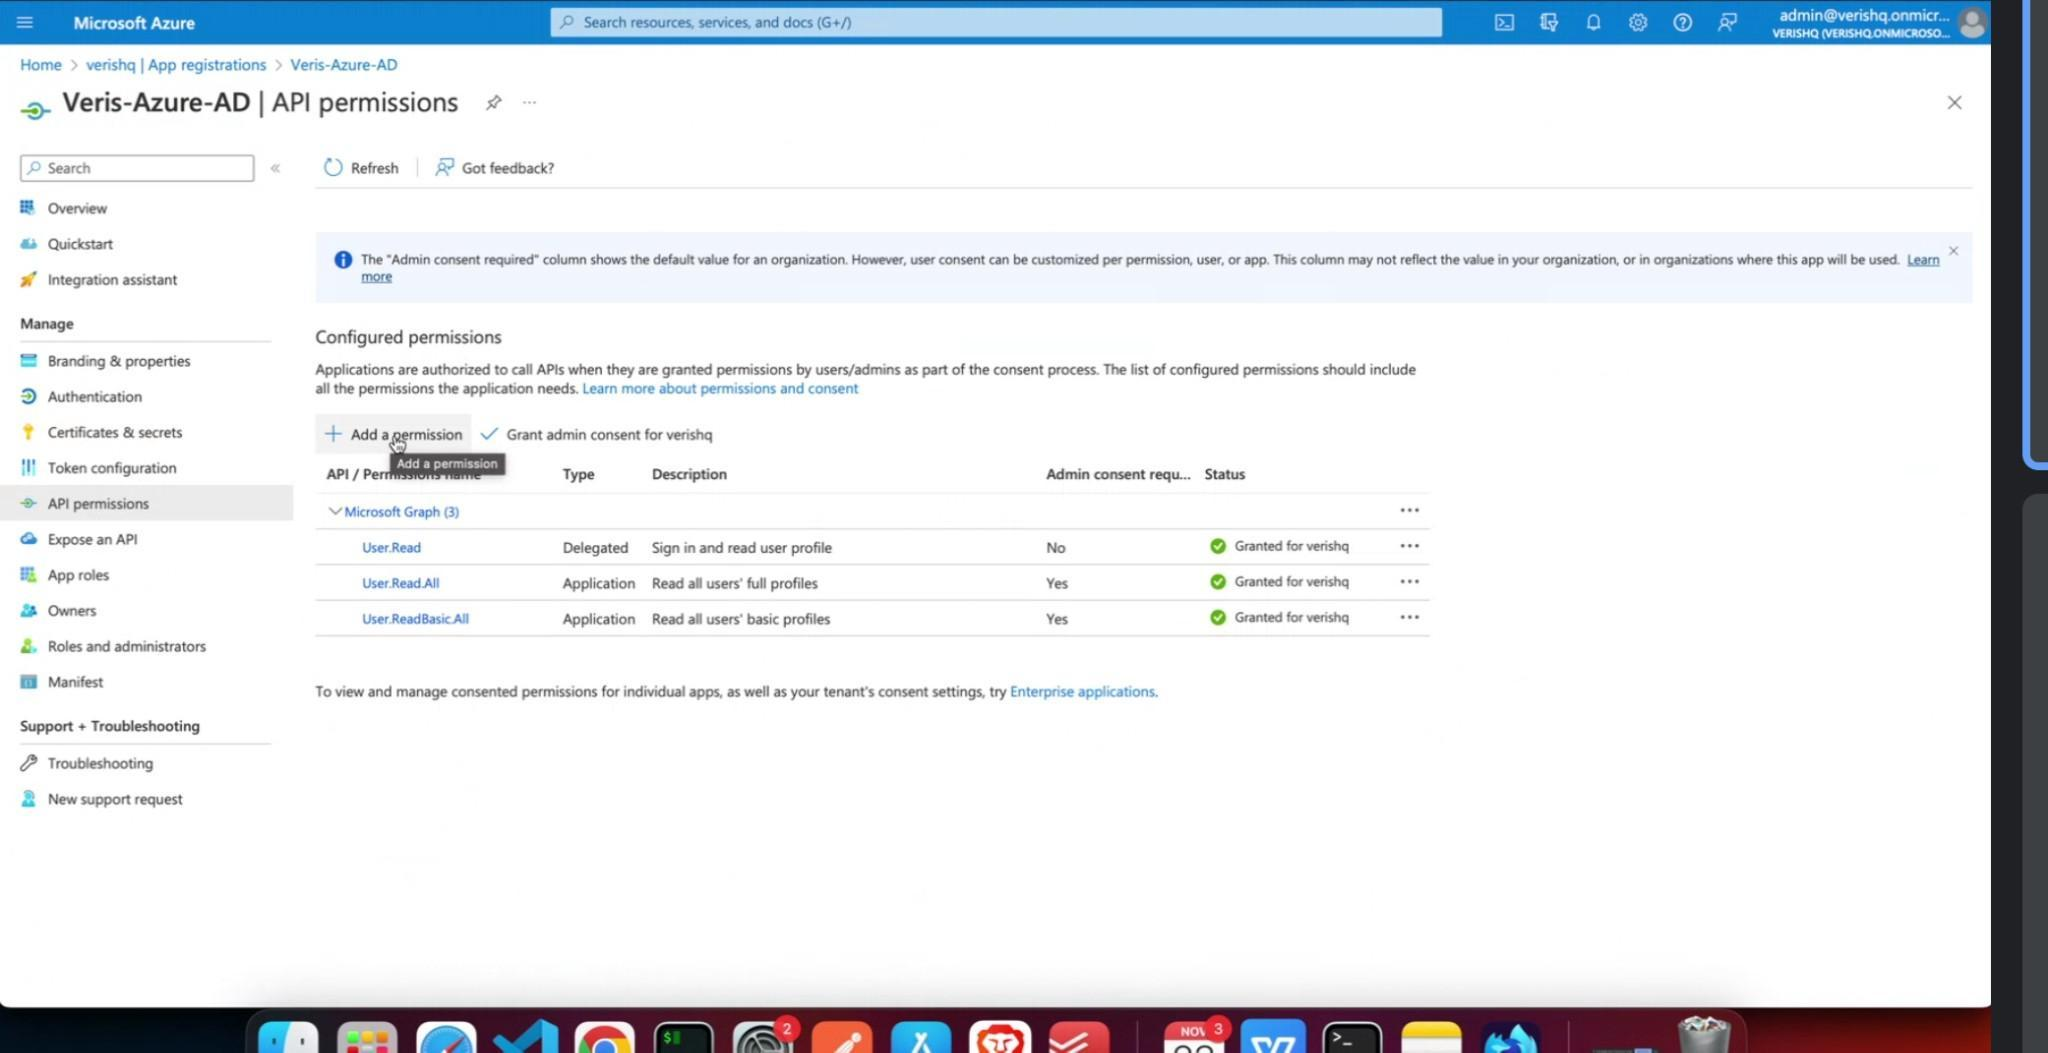 Microsoft Azure
Search resources, services, and docs (G+/)
admin@verishq.onmicr...
VERISHQ (VERISHQ.ONMICROSO...
Home > verishq | App registrations > Veris-Azure-AD
Veris-Azure-AD | API permissions
Search
Refresh
Got feedback?
Overview
Quickstart
Integration assistant
Manage
Branding & properties
Authentication
Certificates & secrets
Token configuration
API permissions
Expose an API
App roles
Owners
Roles and administrators
Manifest
Support + Troubleshooting
Troubleshooting
New support request
The "Admin consent required" column shows the default value for an organization. However, user consent can be customized per permission, user, or app. This column may not reflect the value in your organization, or in organizations where this app will be used. Learn
more
Configured permissions
Applications are authorized to call APIs when they are granted permissions by users/admins as part of the consent process. The list of configured permissions should include
all the permissions the application needs. Learn more about permissions and consent
Add a permission
Grant admin consent for verishq
Add a permission
API / Permissions name Type Description Admin consent requ... Status
Microsoft Graph (3)
User.Read Delegated Sign in and read user profile No Granted for verishq
User.Read.All Application Read all users' full profiles Yes Granted for verishq
User.ReadBasic.All Application Read all users' basic profiles Yes Granted for verishq
To view and manage consented permissions for individual apps, as well as your tenant's consent settings, try Enterprise applications.
$
2
NOV 3
>_